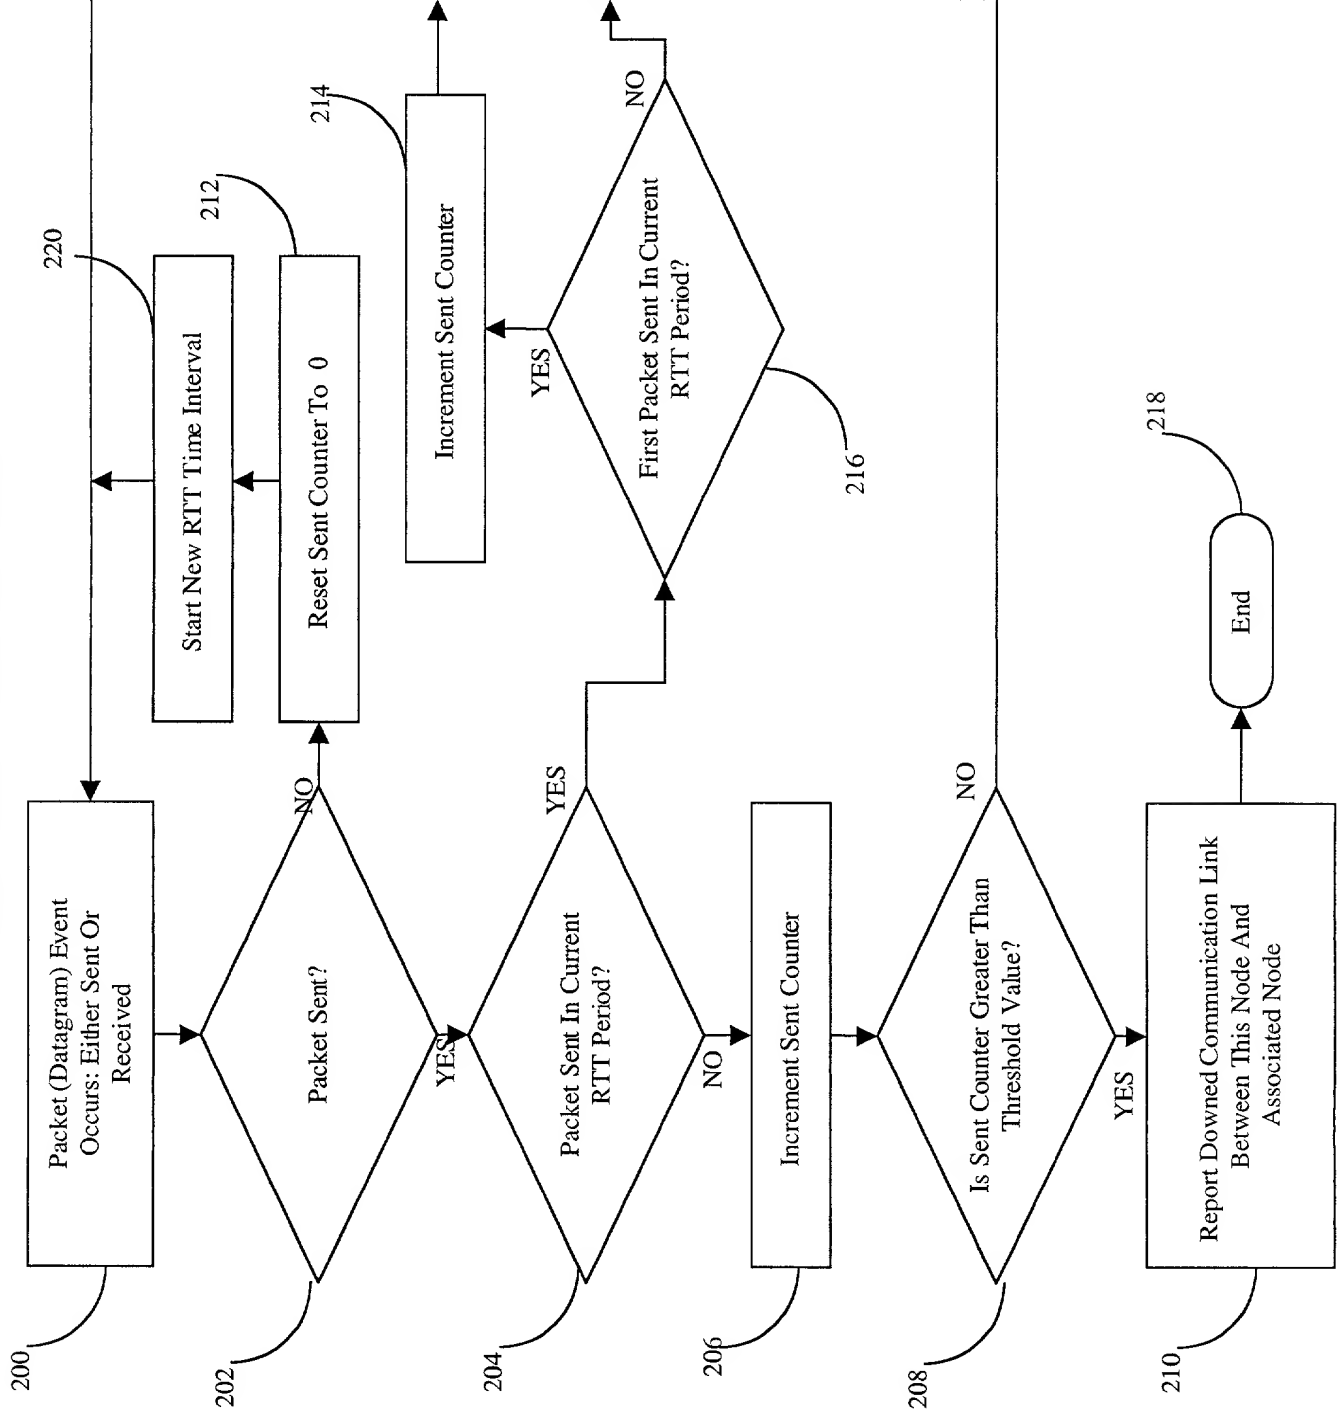 200
Packet (Datagram) Event
Occurs: Either Sent Or
Received
202
Packet Sent?
NO
YES
212
Reset Sent Counter To 0
220
Start New RTT Time Interval
204
Packet Sent In Current
RTT Period?
YES
NO
216
First Packet Sent In Current
RTT Period?
YES
NO
214
Increment Sent Counter
206
Increment Sent Counter
208
Is Sent Counter Greater Than
Threshold Value?
NO
YES
210
Report Downed Communication Link
Between This Node And
Associated Node
218
End